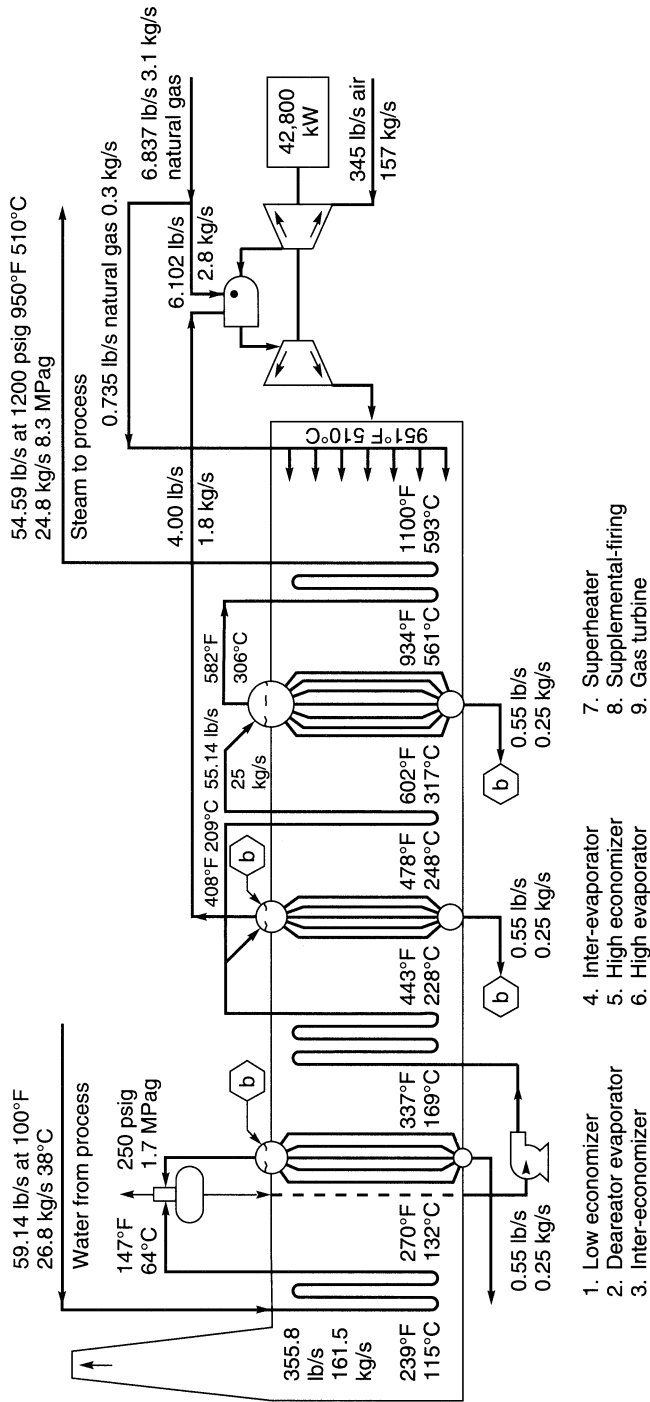 54.59 lb/s at 1200 psig 950°F 510°C
24.8 kg/s 8.3 MPag
Steam to process
0.735 lb/s natural gas 0.3 kg/s
6.837 lb/s 3.1 kg/s
natural gas
6.102 lb/s
2.8 kg/s
42,800
kW
345 lb/s air
157 kg/s
4.00 lb/s
1.8 kg/s
951°F 510°C
59.14 lb/s at 100°F
26.8 kg/s 38°C
Water from process
147°F
64°C
250 psig
1.7 MPag
b
408°F 209°C
b
55.14 lb/s
25
kg/s
582°F
306°C
355.8
lb/s
161.5
kg/s
239°F
115°C
270°F
132°C
337°F
169°C
443°F
228°C
478°F
248°C
602°F
317°C
934°F
561°C
1100°F
593°C
0.55 lb/s
0.25 kg/s
b
0.55 lb/s
0.25 kg/s
b
0.55 lb/s
0.25 kg/s
1. Low economizer
2. Deareator evaporator
3. Inter-economizer
4. Inter-evaporator
5. High economizer
6. High evaporator
7. Superheater
8. Supplemental-firing
9. Gas turbine